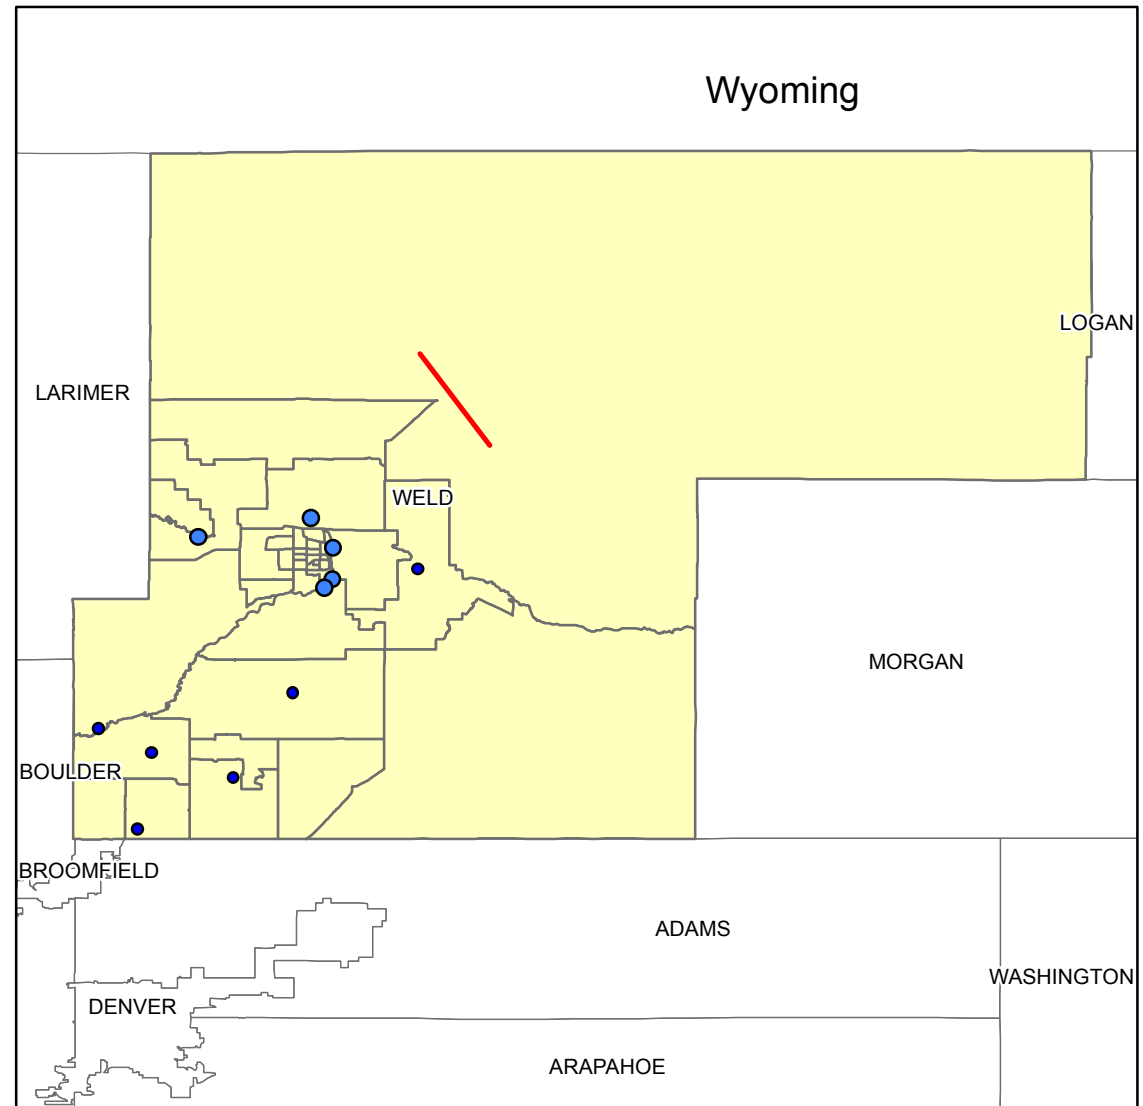 Wyoming
LOGAN
LARIMER
WELD
MORGAN
BOULDER
BROOMFIELD
ADAMS
WASHINGTON
DENVER
ARAPAHOE